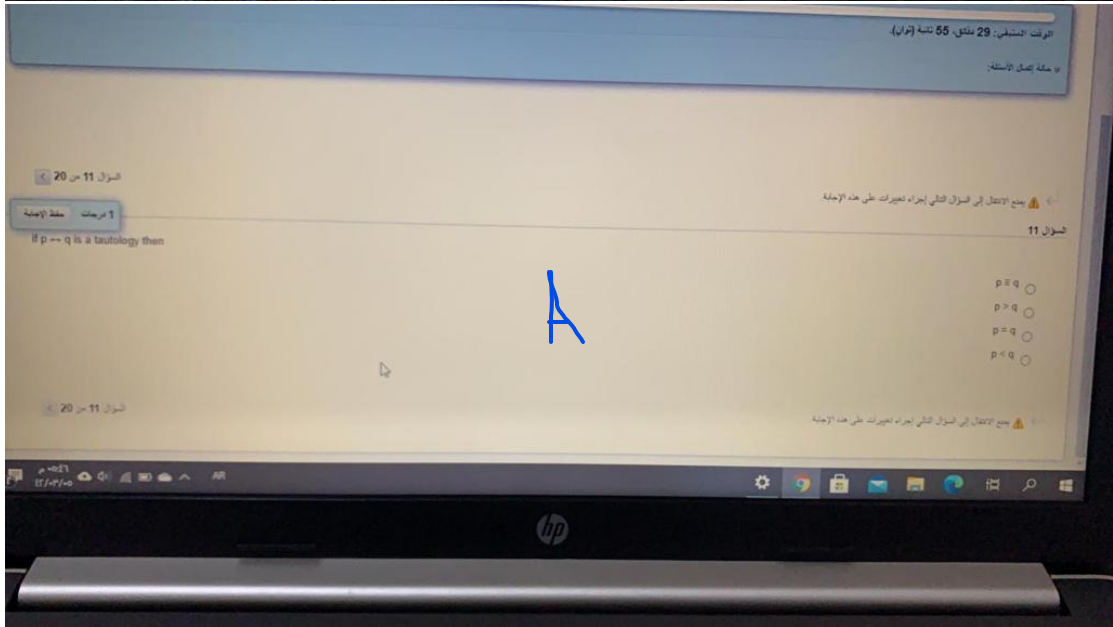 الوقت المتبقي: 29 دقائق، 55 ثانية (ثوانٍ).
حالة إكمال الأسئلة:
السؤال 11 من 20
يمنع الانتقال إلى السؤال التالي إجراء تغييرات على هذه الإجابة
السؤال 11
1 درجات حفظ الإجابة
If p ↔ q is a tautology then
p ≡ q
p > q
p = q
p < q
A
السؤال 11 من 20
يمنع الانتقال إلى السؤال التالي إجراء تغييرات على هذه الإجابة
AR
hp